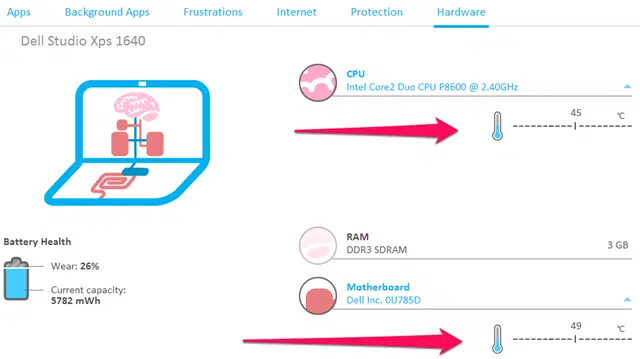 Apps Background Apps Frustrations Internet Protection Hardware
Dell Studio Xps 1640
CPU
Intel Core2 Duo CPU P8600 @ 2.40GHz
45 °C
RAM
DDR3 SDRAM 3 GB
Battery Health
Wear: 26%
Current capacity:
5782 mWh
Motherboard
Dell Inc. 0U785D
49 °C